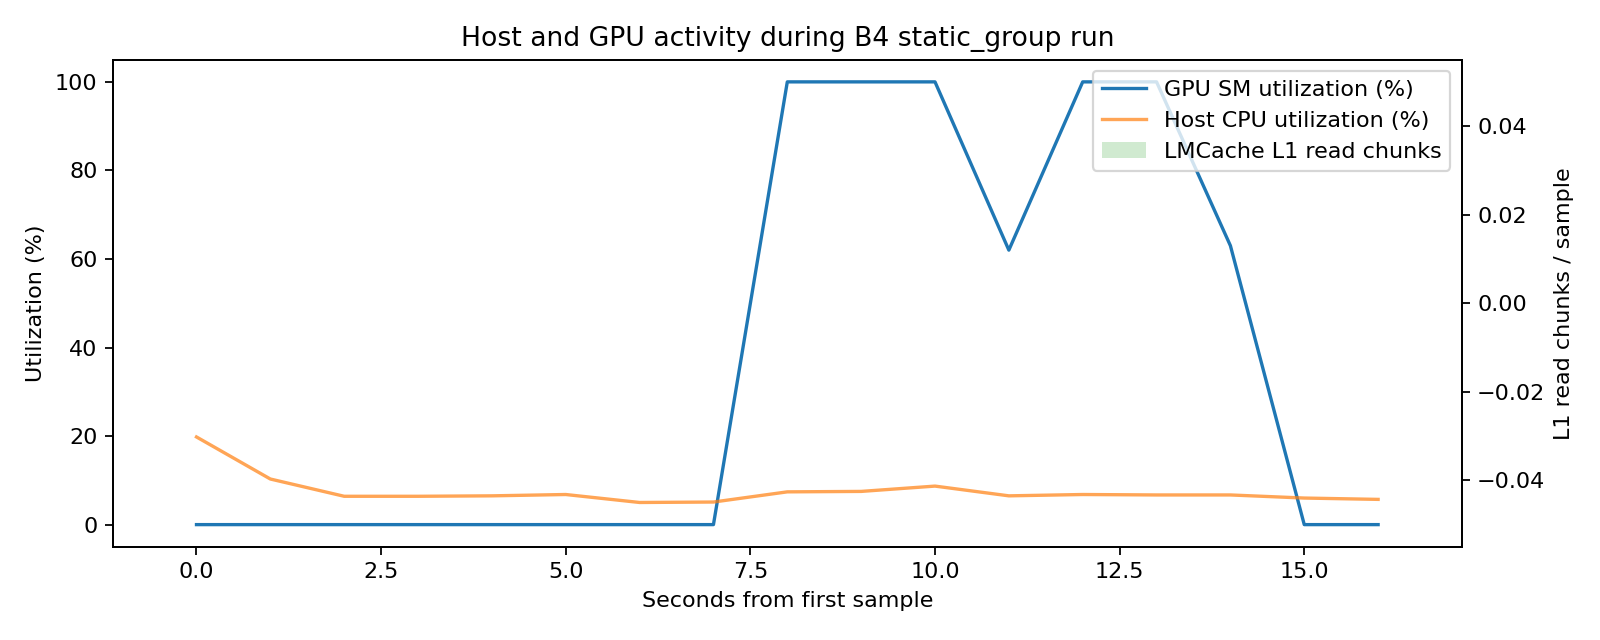 Host and GPU activity during B4 static_group run
GPU SM utilization (%)
Host CPU utilization (%)
LMCache L1 read chunks
Utilization (%)
100
80
60
40
20
0
0.04
0.02
0.00
−0.02
−0.04
L1 read chunks / sample
0.0 2.5 5.0 7.5 10.0 12.5 15.0
Seconds from first sample